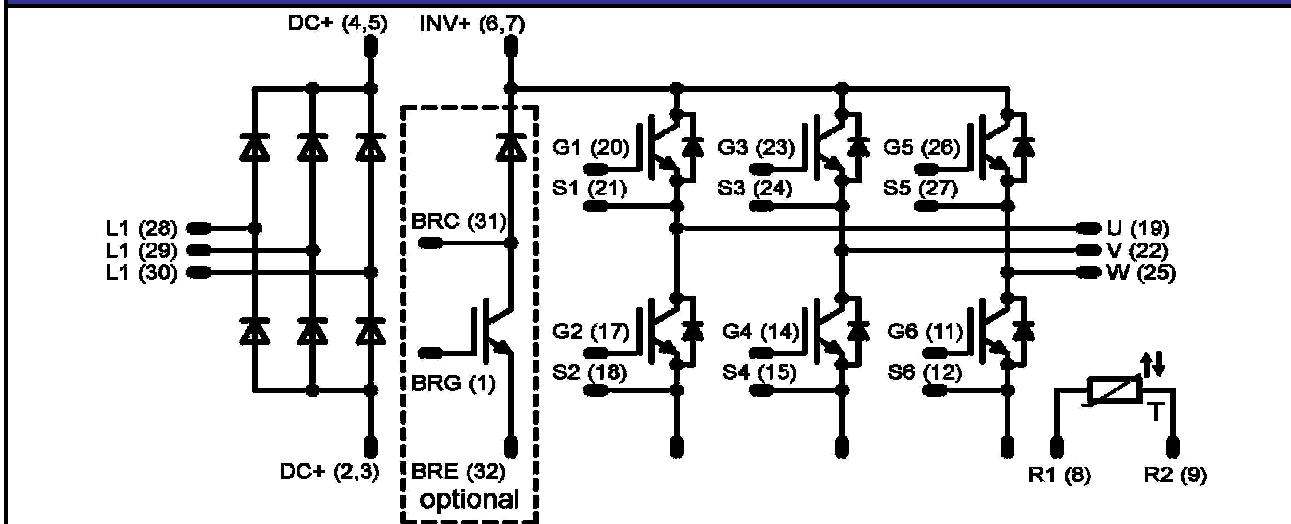 DC+ (4,5)
INV+ (6,7)
G1 (20)
S1 (21)
G3 (23)
S3 (24)
G5 (26)
S5 (27)
BRC (31)
L1 (28)
L1 (29)
L1 (30)
U (19)
V (22)
W (25)
G2 (17)
S2 (18)
G4 (14)
S4 (15)
G6 (11)
S6 (12)
BRG (1)
T
DC+ (2,3)
BRE (32)
optional
R1 (8)
R2 (9)